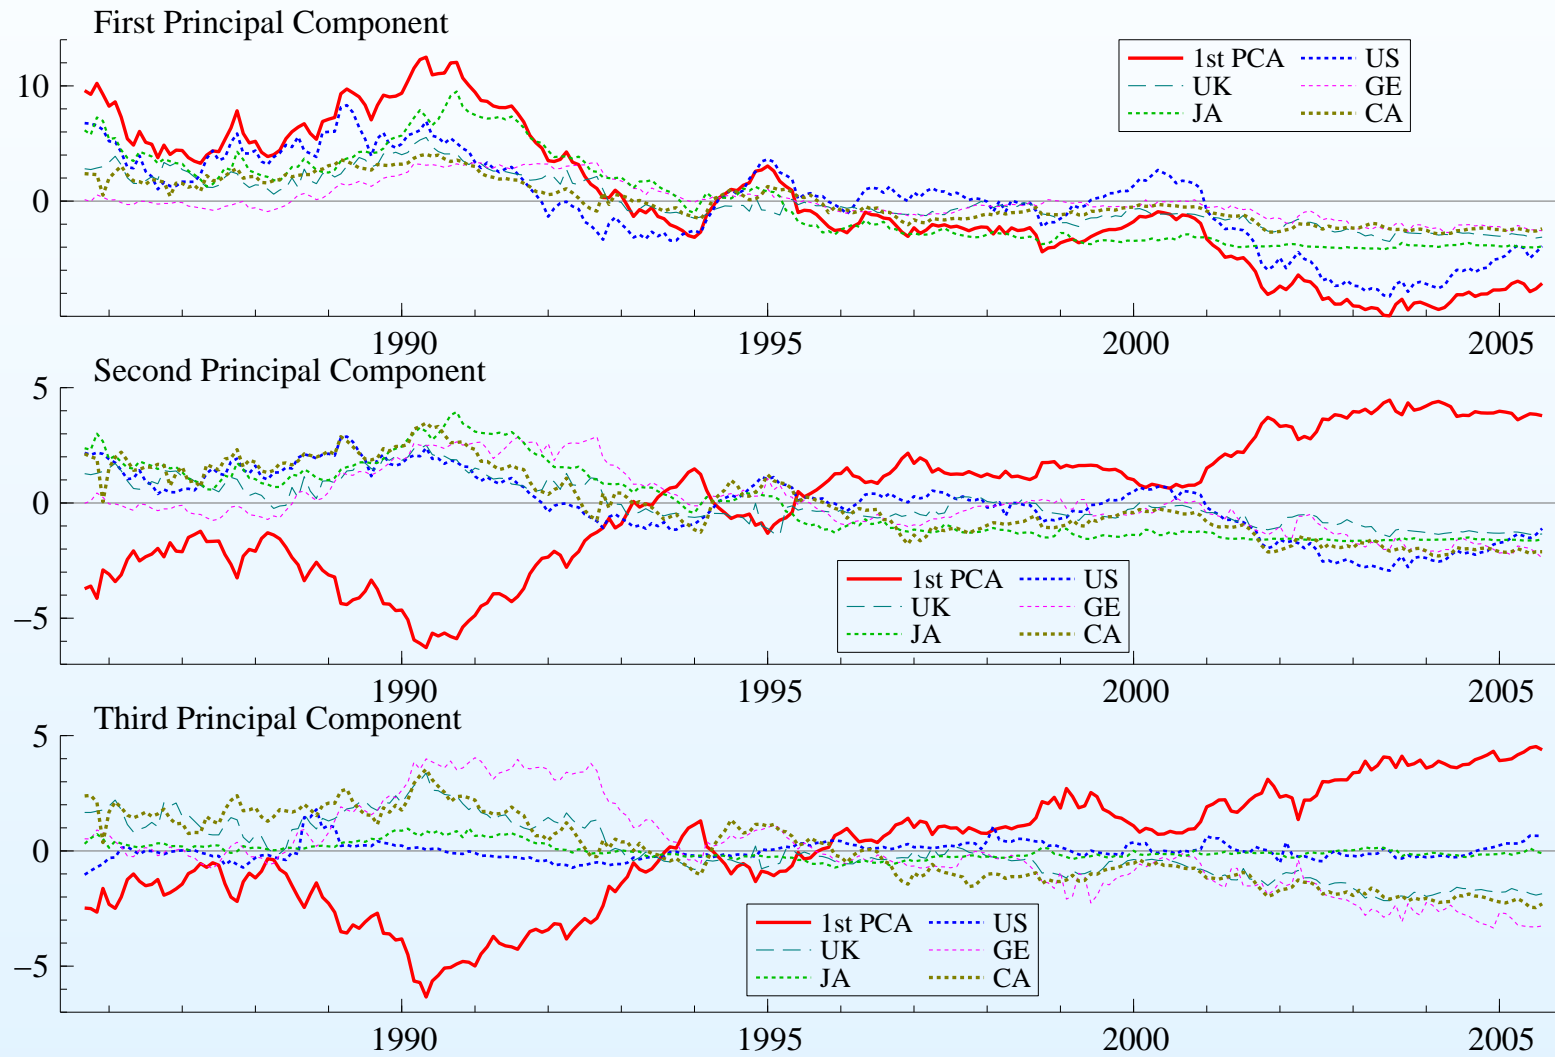 First Principal Component
1st PCA US
UK GE
JA CA
10
0
1990 1995 2000 2005
Second Principal Component
5
0
−5
1st PCA US
UK GE
JA CA
1990 1995 2000 2005
Third Principal Component
5
0
−5
1st PCA US
UK GE
JA CA
1990 1995 2000 2005